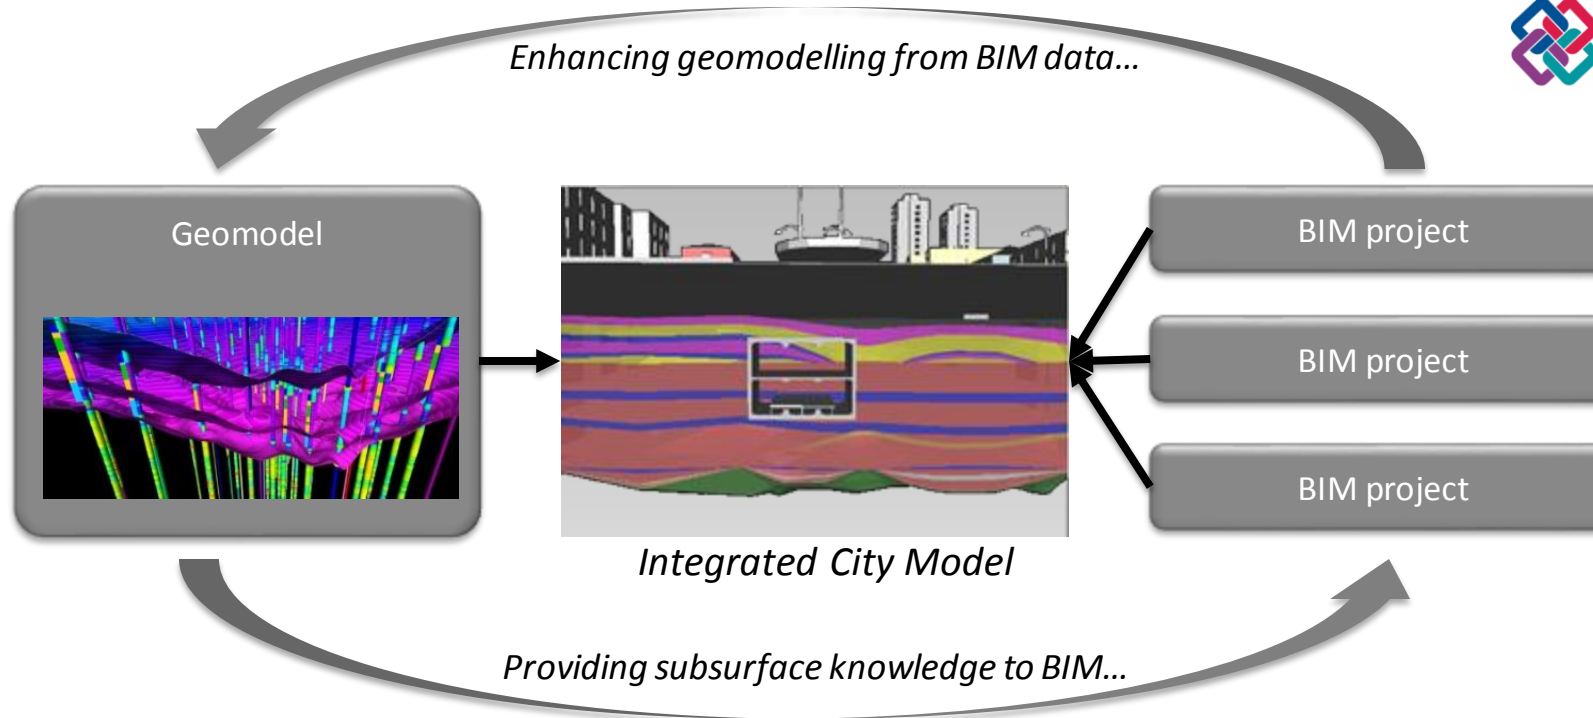 Enhancing geomodelling from BIM data…
Geomodel
BIM project
BIM project
BIM project
Integrated City Model
Providing subsurface knowledge to BIM…